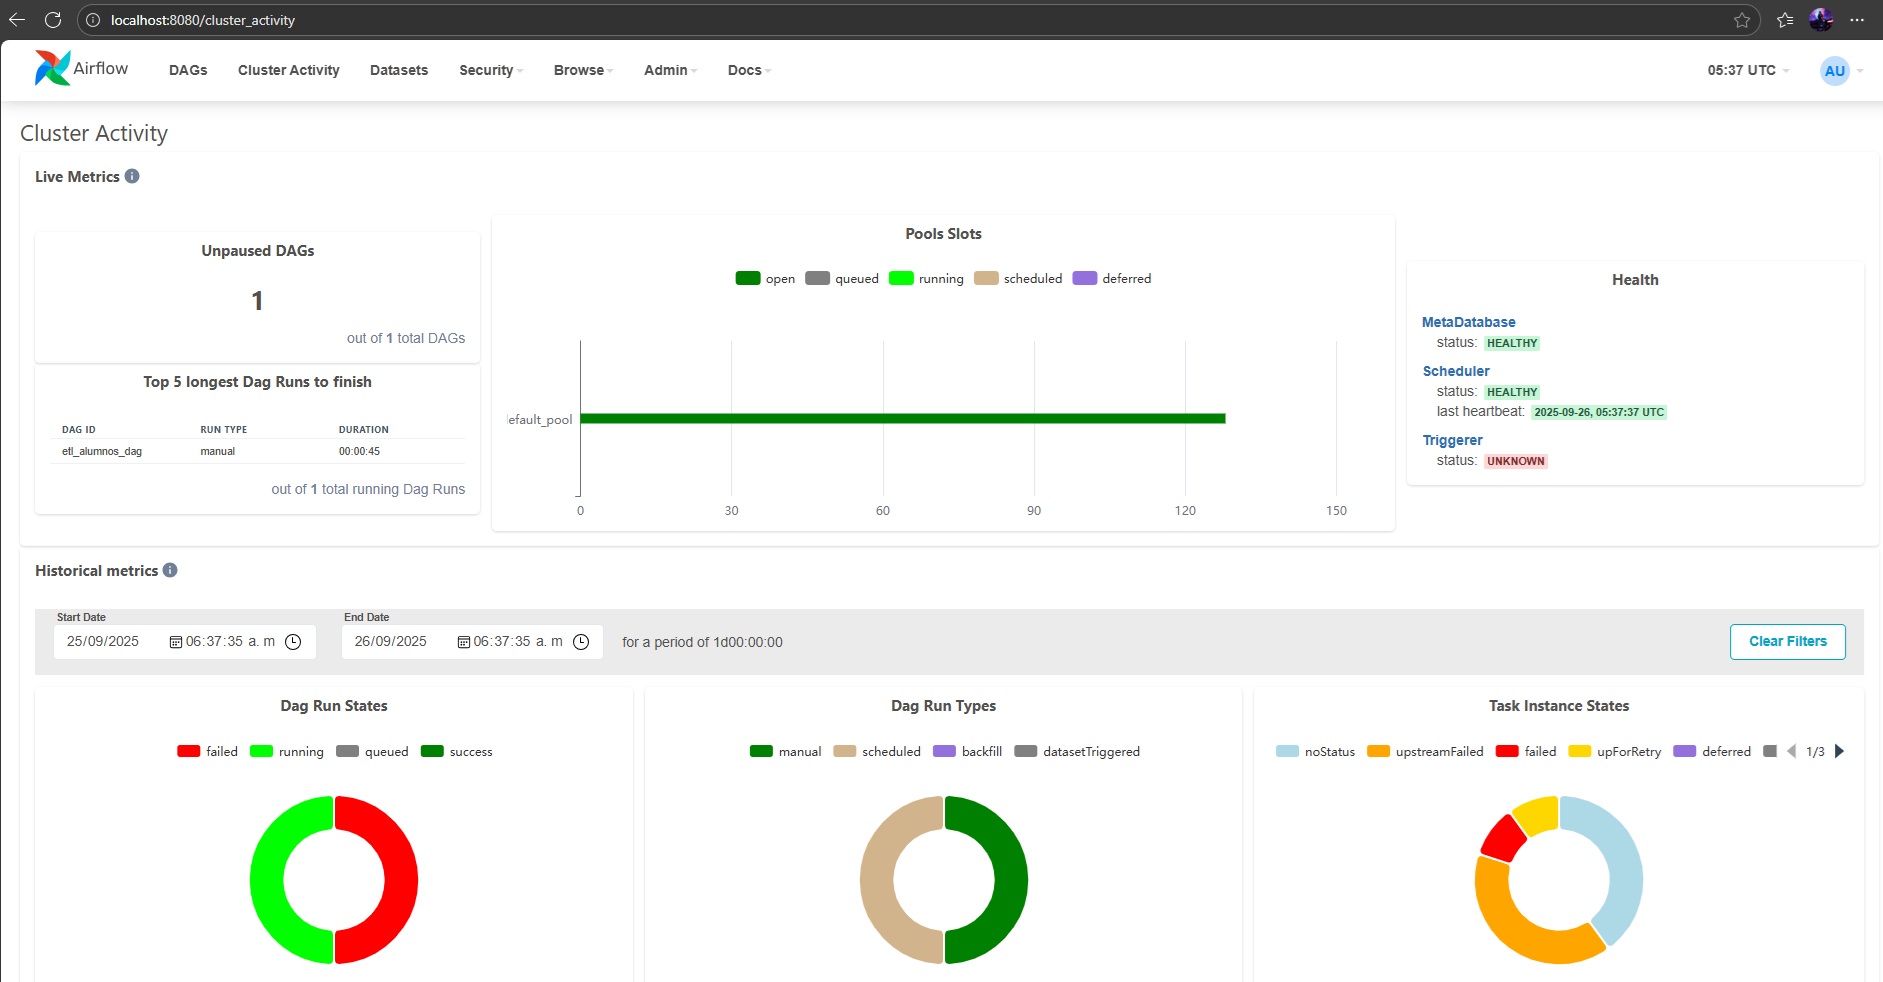 localhost:8080/cluster_activity
Airflow
DAGs Cluster Activity Datasets Security Browse Admin Docs
05:37 UTC
AU
Cluster Activity
Live Metrics
Unpaused DAGs
1
out of 1 total DAGs
Top 5 longest Dag Runs to finish
DAG ID RUN TYPE DURATION
etl_alumnos_dag manual 00:00:45
out of 1 total running Dag Runs
Pools Slots
open queued running scheduled deferred
efault_pool
0 30 60 90 120 150
Health
MetaDatabase
status: HEALTHY
Scheduler
status: HEALTHY
last heartbeat: 2025-09-26, 05:37:37 UTC
Triggerer
status: UNKNOWN
Historical metrics
Start Date End Date
25/09/2025 06:37:35 a. m 26/09/2025 06:37:35 a. m for a period of 1d00:00:00
Clear Filters
Dag Run States
failed running queued success
Dag Run Types
manual scheduled backfill datasetTriggered
Task Instance States
noStatus upstreamFailed failed upForRetry deferred 1/3